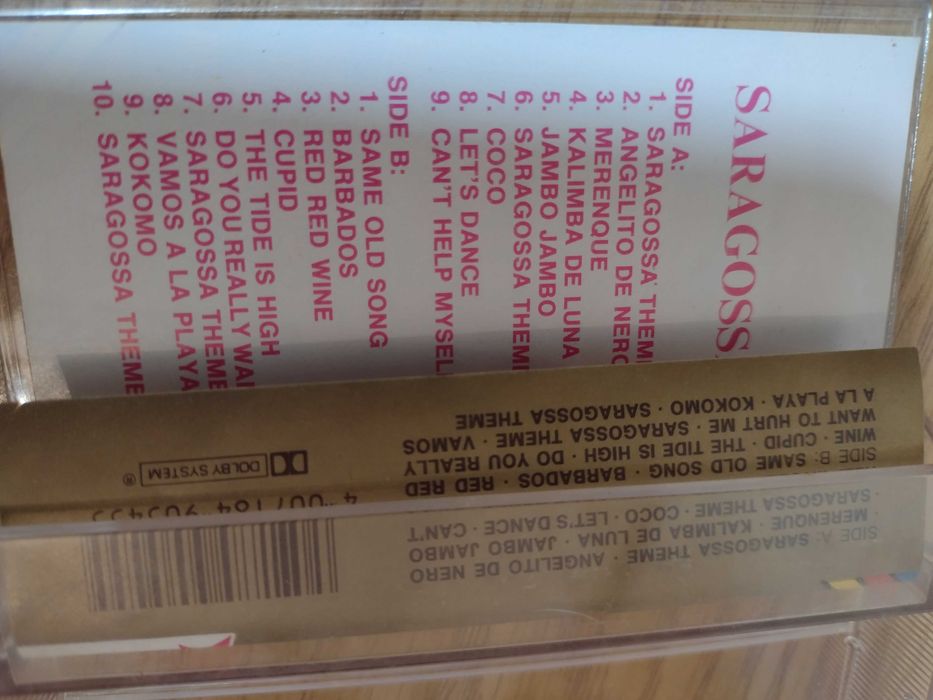 SARAGOSS
SIDE A:
1. SARAGOSSA THEM
2. ANGELITO DE NERO
3. MERENQUE
4. KALIMBA DE LUNA
5. JAMBO JAMBO
6. SARAGOSSA THEM
7. COCO
8. LET'S DANCE
9. CAN'T HELP MYSEL
SIDE B:
1. SAME OLD SONG
2. BARBADOS
3. RED RED WINE
4. CUPID
5. THE TIDE IS HIGH
6. DO YOU REALLY WA
7. SARAGOSSA THEME
8. VAMOS A LA PLAYA
9. KOKOMO
10. SARAGOSSA THEME
SIDE A: SARAGOSSA THEME · ANGELITO DE NERO
· MERENQUE · KALIMBA DE LUNA · JAMBO JAMBO
SARAGOSSA THEME · COCO · LET'S DANCE · CAN'T
SIDE B: SAME OLD SONG · BARBADOS · RED RED
WINE · CUPID · THE TIDE IS HIGH · DO YOU REALLY
WANT TO HURT ME · SARAGOSSA THEME · VAMOS
A LA PLAYA · KOKOMO · SARAGOSSA THEME
DOLBY SYSTEM ®
4 007164 903455